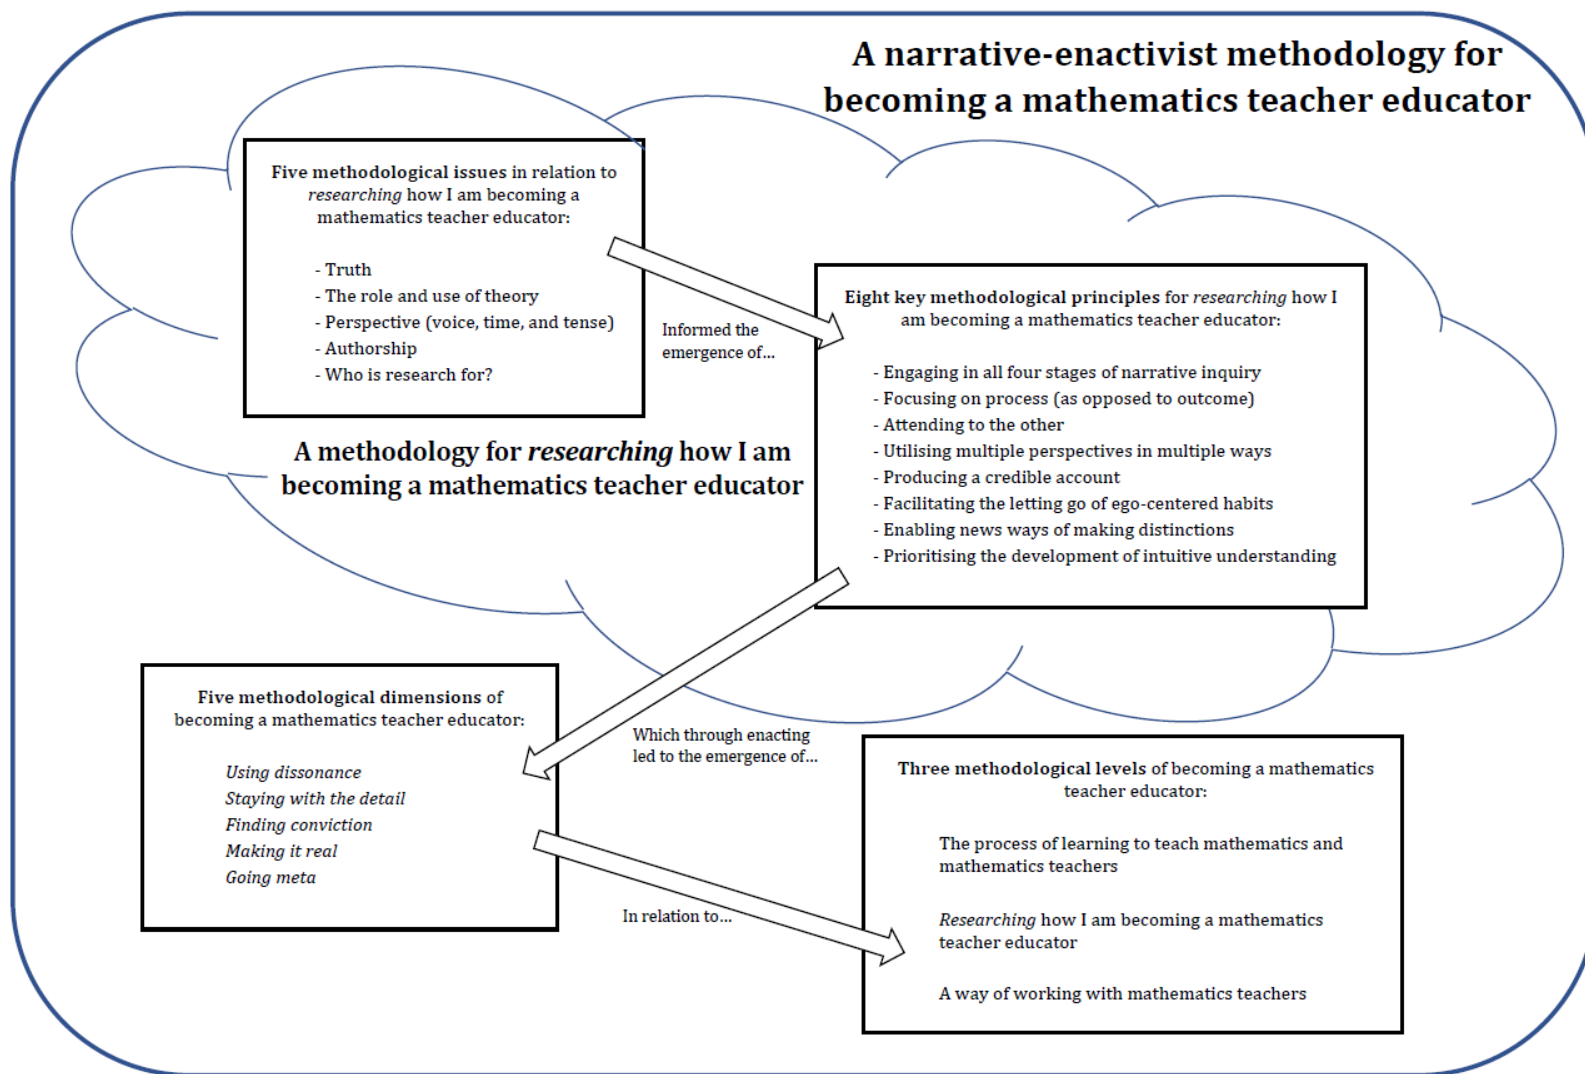 A narrative-enactivist methodology for
becoming a mathematics teacher educator
Five methodological issues in relation to
researching how I am becoming a
mathematics teacher educator:
- Truth
- The role and use of theory
- Perspective (voice, time, and tense)
- Authorship
- Who is research for?
Informed the
emergence of...
Eight key methodological principles for researching how I
am becoming a mathematics teacher educator:
- Engaging in all four stages of narrative inquiry
- Focusing on process (as opposed to outcome)
- Attending to the other
- Utilising multiple perspectives in multiple ways
- Producing a credible account
- Facilitating the letting go of ego-centered habits
- Enabling news ways of making distinctions
- Prioritising the development of intuitive understanding
A methodology for researching how I am
becoming a mathematics teacher educator
Which through enacting
led to the emergence of...
Five methodological dimensions of
becoming a mathematics teacher educator:
Using dissonance
Staying with the detail
Finding conviction
Making it real
Going meta
In relation to...
Three methodological levels of becoming a mathematics
teacher educator:
The process of learning to teach mathematics and
mathematics teachers
Researching how I am becoming a mathematics
teacher educator
A way of working with mathematics teachers